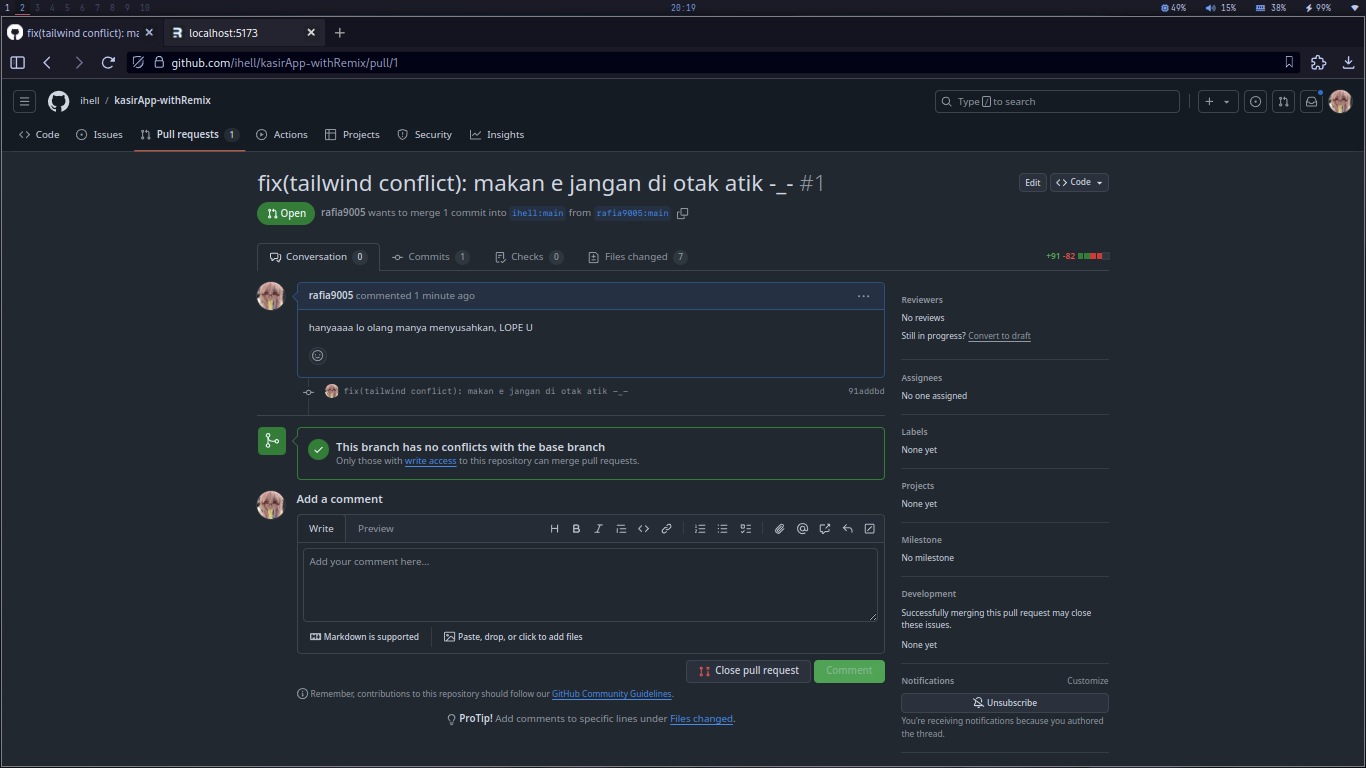 1 2 3 4 5 6 7 8 9 10
20:19
49% 15% 38% 99%
fix(tailwind conflict): ma
localhost:5173
github.com/ihell/kasirApp-withRemix/pull/1
ihell / kasirApp-withRemix
Type / to search
Code
Issues
Pull requests 1
Actions
Projects
Security
Insights
fix(tailwind conflict): makan e jangan di otak atik -_- #1
Edit
Code
Open
rafia9005 wants to merge 1 commit into ihell:main from rafia9005:main
Conversation 0
Commits 1
Checks 0
Files changed 7
+91 -82
rafia9005 commented 1 minute ago
hanyaaaa lo olang manya menyusahkan, LOPE U
fix(tailwind conflict): makan e jangan di otak atik -_-
91addbd
This branch has no conflicts with the base branch
Only those with write access to this repository can merge pull requests.
Add a comment
Write
Preview
Add your comment here...
Markdown is supported
Paste, drop, or click to add files
Close pull request
Comment
Remember, contributions to this repository should follow our GitHub Community Guidelines.
ProTip! Add comments to specific lines under Files changed.
Reviewers
No reviews
Still in progress? Convert to draft
Assignees
No one assigned
Labels
None yet
Projects
None yet
Milestone
No milestone
Development
Successfully merging this pull request may close
these issues.
None yet
Notifications
Customize
Unsubscribe
You're receiving notifications because you authored
the thread.